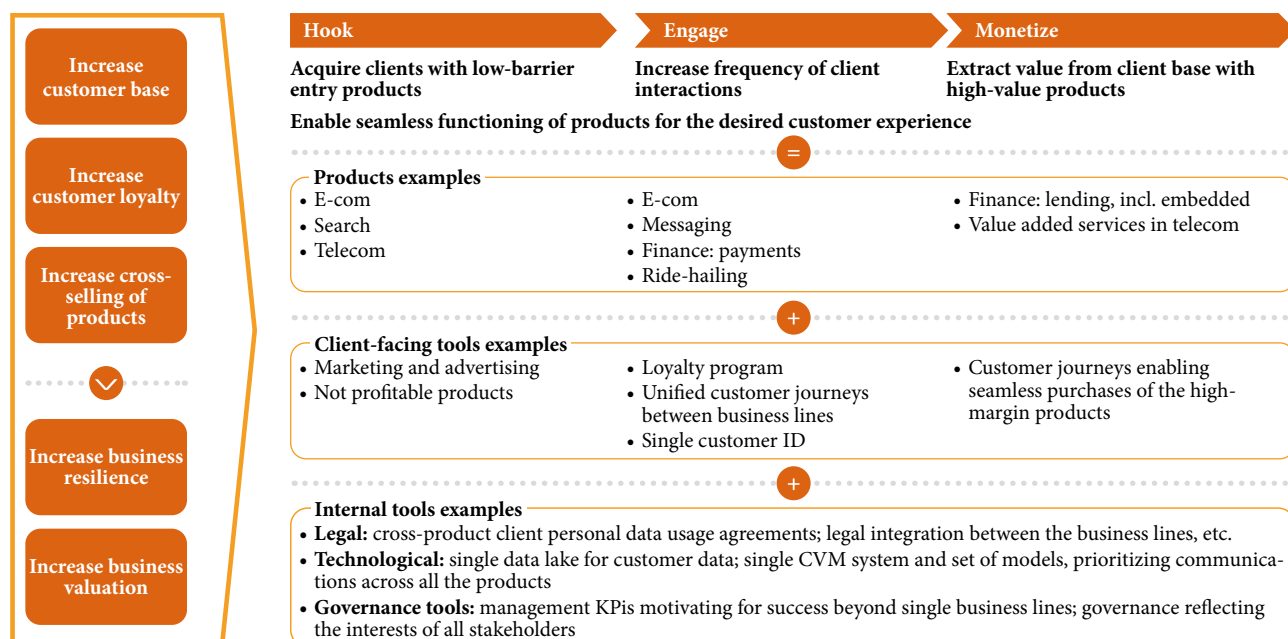 Increase
customer base
Increase
customer loyalty
Increase cross-
selling of
products
Increase business
resilience
Increase business
valuation
Hook
Engage
Monetize
Acquire clients with low-barrier
entry products
Increase frequency of client
interactions
Extract value from client base with
high-value products
Enable seamless functioning of products for the desired customer experience
=
Products examples
• E-com
• Search
• Telecom
• E-com
• Messaging
• Finance: payments
• Ride-hailing
• Finance: lending, incl. embedded
• Value added services in telecom
+
Client-facing tools examples
• Marketing and advertising
• Not profitable products
• Loyalty program
• Unified customer journeys
between business lines
• Single customer ID
• Customer journeys enabling
seamless purchases of the high-
margin products
+
Internal tools examples
• Legal: cross-product client personal data usage agreements; legal integration between the business lines, etc.
• Technological: single data lake for customer data; single CVM system and set of models, prioritizing communica-
tions across all the products
• Governance tools: management KPis motivating for success beyond single business lines; governance reflecting
the interests of all stakeholders